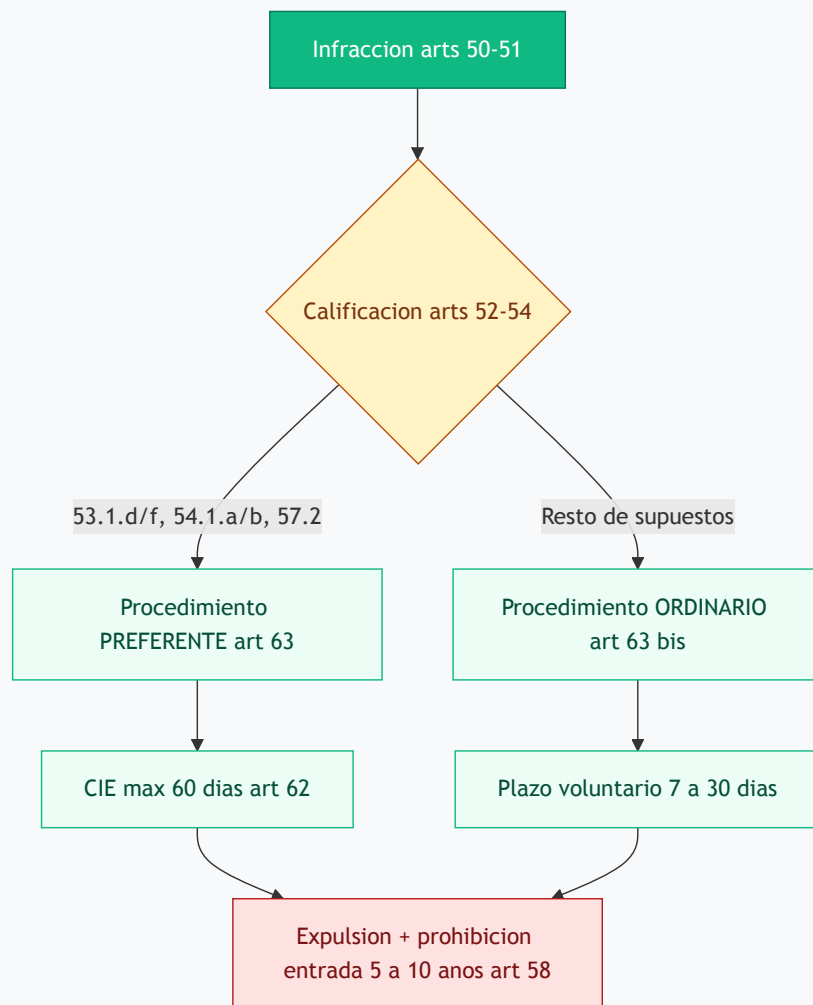 Infraccion arts 50-51
Calificacion arts 52-54
53.1.d/f, 54.1.a/b, 57.2
Resto de supuestos
Procedimiento
PREFERENTE art 63
Procedimiento ORDINARIO
art 63 bis
CIE max 60 dias art 62
Plazo voluntario 7 a 30 dias
Expulsion + prohibicion
entrada 5 a 10 anos art 58